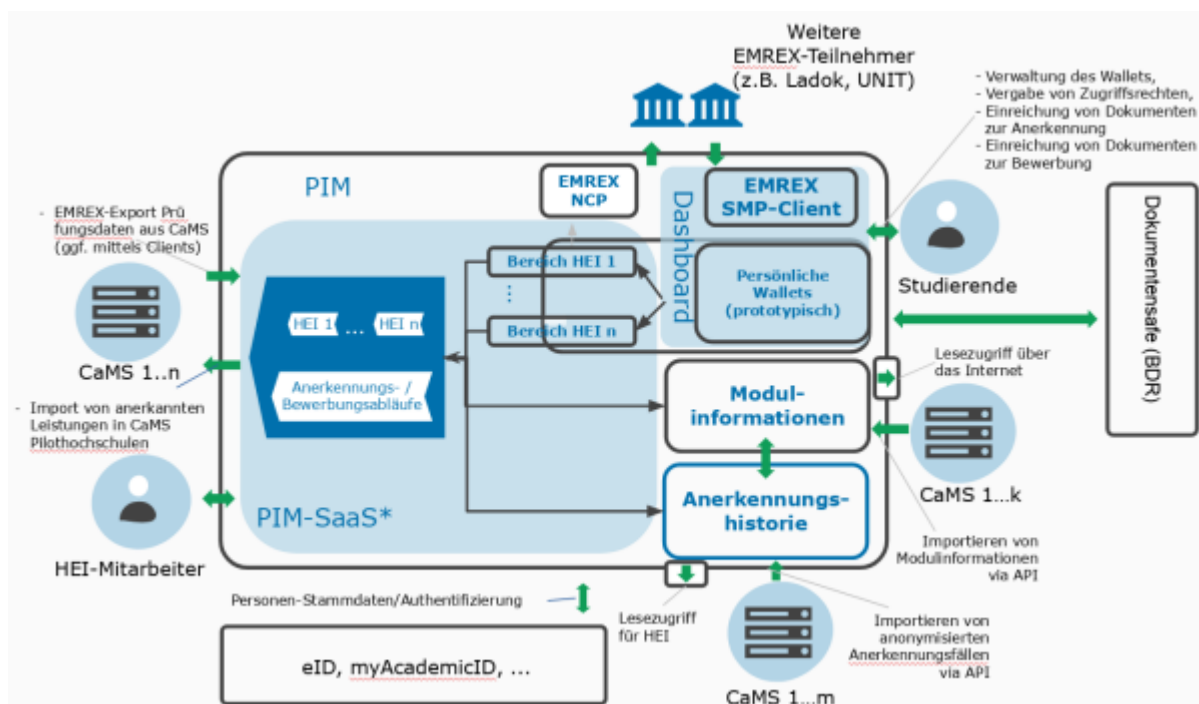 Weitere
EMREX-Teilnehmer
(z.B. Ladok, UNIT)
- Verwaltung des Wallets,
- Vergabe von Zugriffsrechten,
- Einreichung von Dokumenten
zur Anerkennung
- Einreichung von Dokumenten
zur Bewerbung
PIM
EMREX
NCP
Dashboard
EMREX
SMP-Client
- EMREX-Export Prü
fungsdaten aus CaMS
(ggf. mittels Clients)
CaMS 1..n
- Import von anerkannten
Leistungen in CaMS
Pilothochschulen
HEI-Mitarbeiter
HEI 1
...
HEI n
Anerkennungs- /
Bewerbungsabläufe
PIM-SaaS*
Bereich HEI 1
...
Bereich HEI n
Persönliche
Wallets
(prototypisch)
Studierende
Dokumentensafe (BDR)
Lesezugriff über
das Internet
Modul-
informationen
CaMS 1...k
Anerkennungs-
historie
Importieren von
Modulinformationen
via API
Personen-Stammdaten/Authentifizierung
eID, myAcademicID, ...
Lesezugriff
für HEI
CaMS 1...m
Importieren von
anonymisierten
Anerkennungsfällen
via API